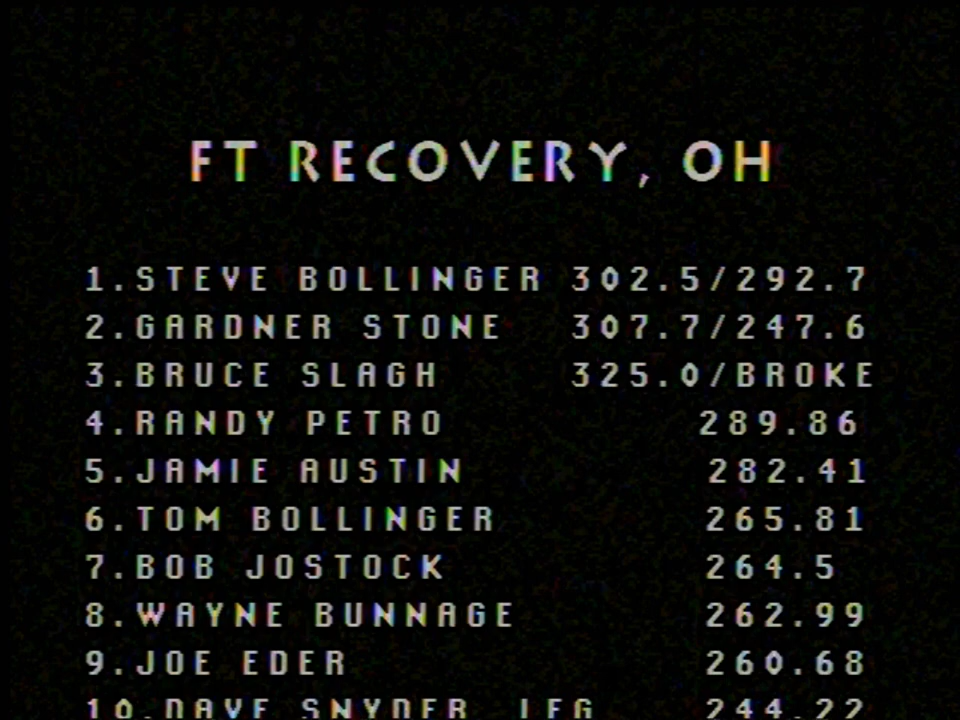 FT RECOVERY, OH
1.STEVE BOLLINGER 302.5/292.7
2.GARDNER STONE 307.7/247.6
3.BRUCE SLAGH 325.0/BROKE
4.RANDY PETRO 289.86
5.JAMIE AUSTIN 282.41
6.TOM BOLLINGER 265.81
7.BOB JOSTOCK 264.5
8.WAYNE BUNNAGE 262.99
9.JOE EDER 260.68
10.DAVE SNYDER 244.22